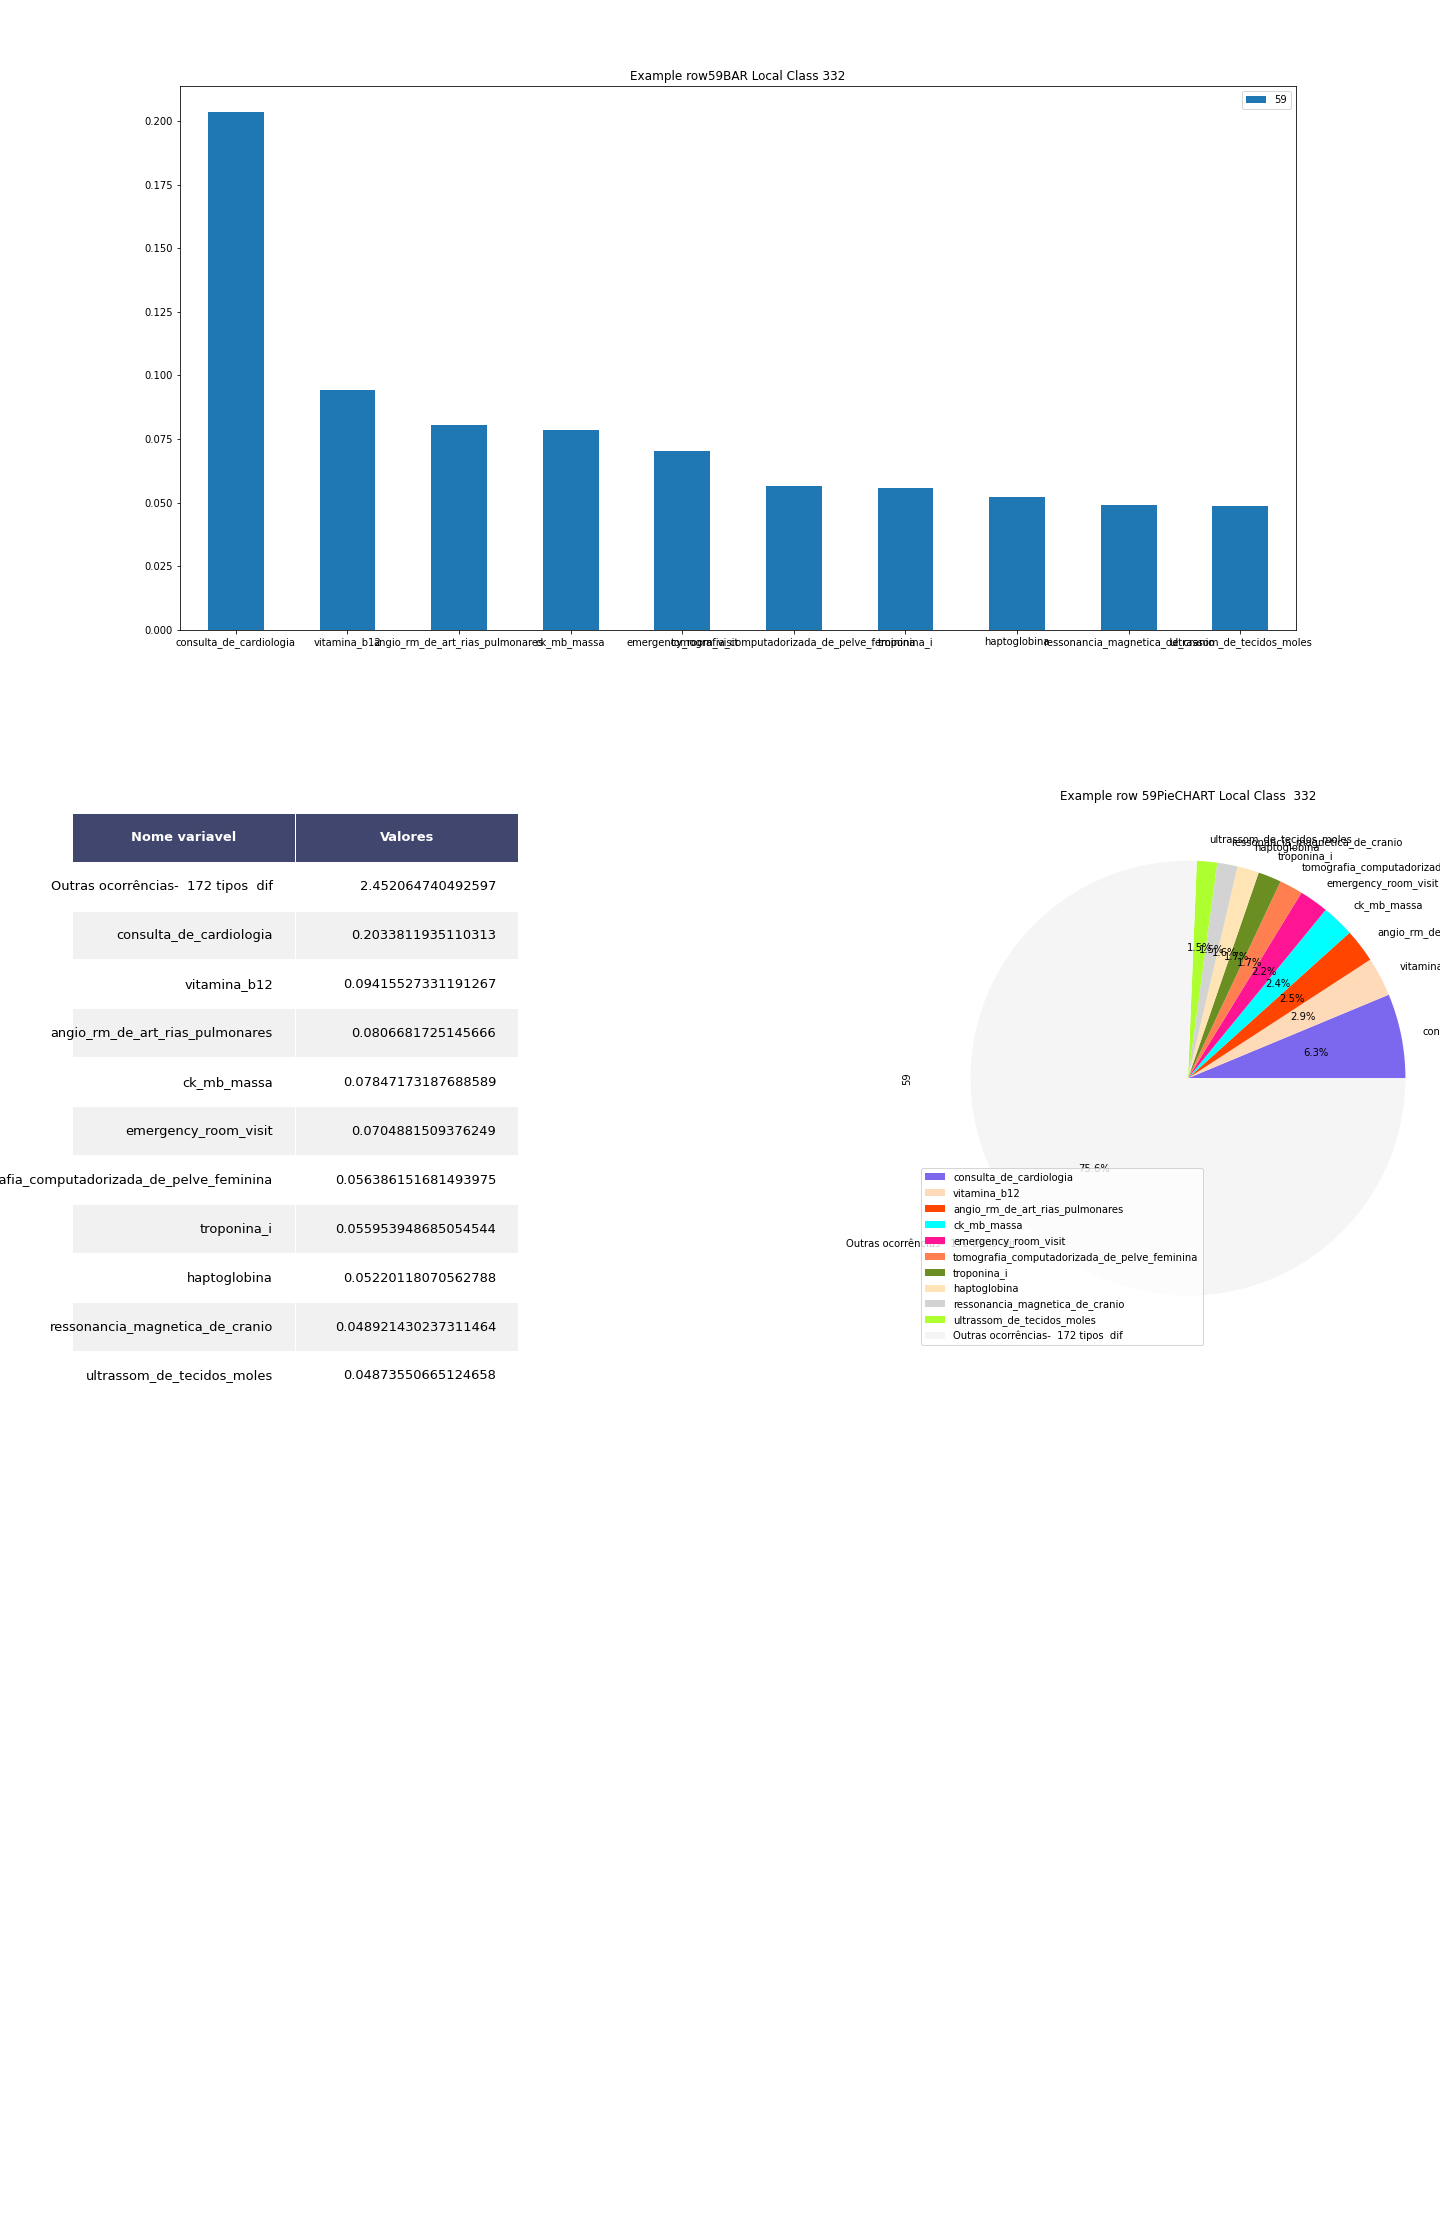 Example row59BAR Local Class 332
59
0.200
0.175
0.150
0.125
0.100
0.075
0.050
0.025
0.000
consulta_de_cardiologia vitamina_b12 angio_rm_de_art_rias_pulmonares ck_mb_massa emergency_room_visit tomografia_computadorizada_de_pelve_feminina troponina_i haptoglobina ressonancia_magnetica_de_cranio ultrassom_de_tecidos_moles
Nome variavel Valores
Outras ocorrências-  172 tipos  dif 2.452064740492597
consulta_de_cardiologia 0.2033811935110313
vitamina_b12 0.09415527331191267
angio_rm_de_art_rias_pulmonares 0.0806681725145666
ck_mb_massa 0.07847173187688589
emergency_room_visit 0.0704881509376249
afia_computadorizada_de_pelve_feminina 0.056386151681493975
troponina_i 0.055953948685054544
haptoglobina 0.05220118070562788
ressonancia_magnetica_de_cranio 0.048921430237311464
ultrassom_de_tecidos_moles 0.04873550665124658
Example row 59PieCHART Local Class  332
ultrassom_de_tecidos_moles
ressonancia_magnetica_de_cranio
haptoglobina
troponina_i
tomografia_computadorizad
emergency_room_visit
ck_mb_massa
angio_rm_de
vitamina
con
1.5%
1.5%
1.6%
1.7%
1.7%
2.2%
2.4%
2.5%
2.9%
6.3%
59
75.6%
Outras ocorrên
consulta_de_cardiologia
vitamina_b12
angio_rm_de_art_rias_pulmonares
ck_mb_massa
emergency_room_visit
tomografia_computadorizada_de_pelve_feminina
troponina_i
haptoglobina
ressonancia_magnetica_de_cranio
ultrassom_de_tecidos_moles
Outras ocorrências-  172 tipos  dif